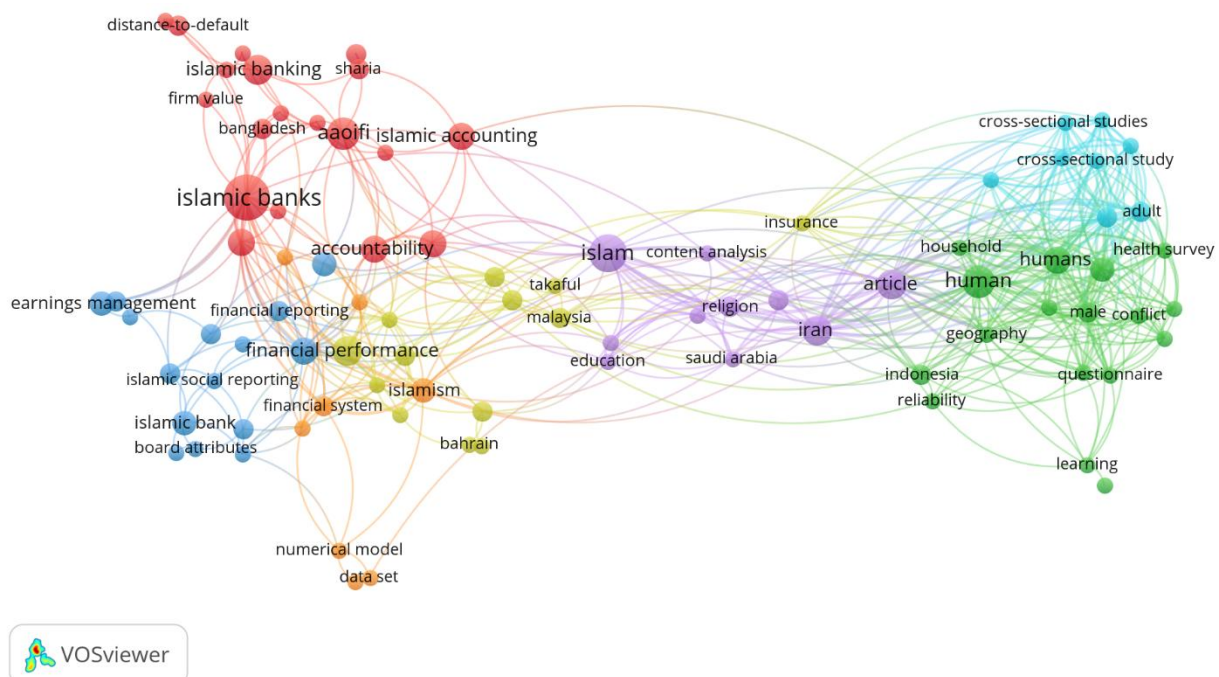 distance-to-default
islamic banking
sharia
firm value
bangladesh
aaoifi
islamic accounting
cross-sectional studies
cross-sectional study
islamic banks
adult
insurance
accountability
islam
content analysis
household
humans
health survey
earnings management
financial reporting
takaful
article
human
malaysia
religion
iran
male
conflict
financial performance
education
saudi arabia
geography
islamic social reporting
islamism
indonesia
questionnaire
financial system
reliability
islamic bank
board attributes
bahrain
learning
numerical model
data set
VOSviewer